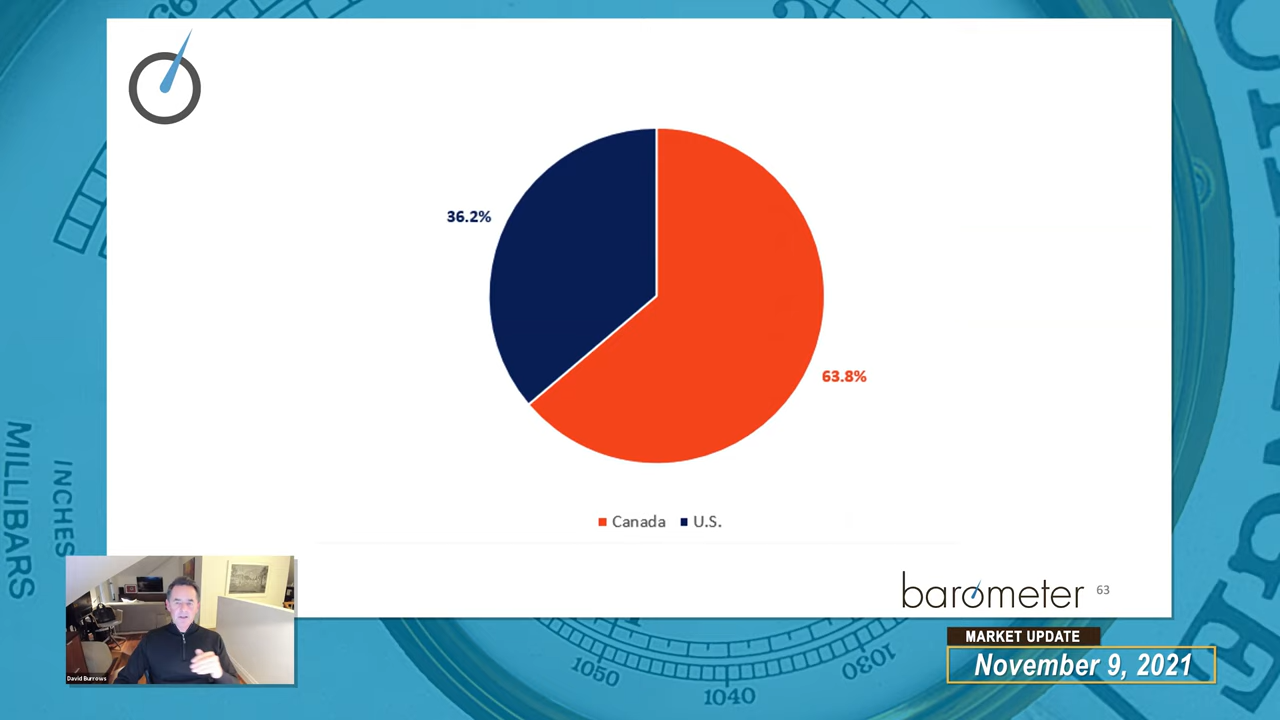 36.2%
63.8%
Canada U.S.
barometer 63
MILLIBARS
INCHES
David Burrows
1050
1040
1030
MARKET UPDATE
November 9, 2021